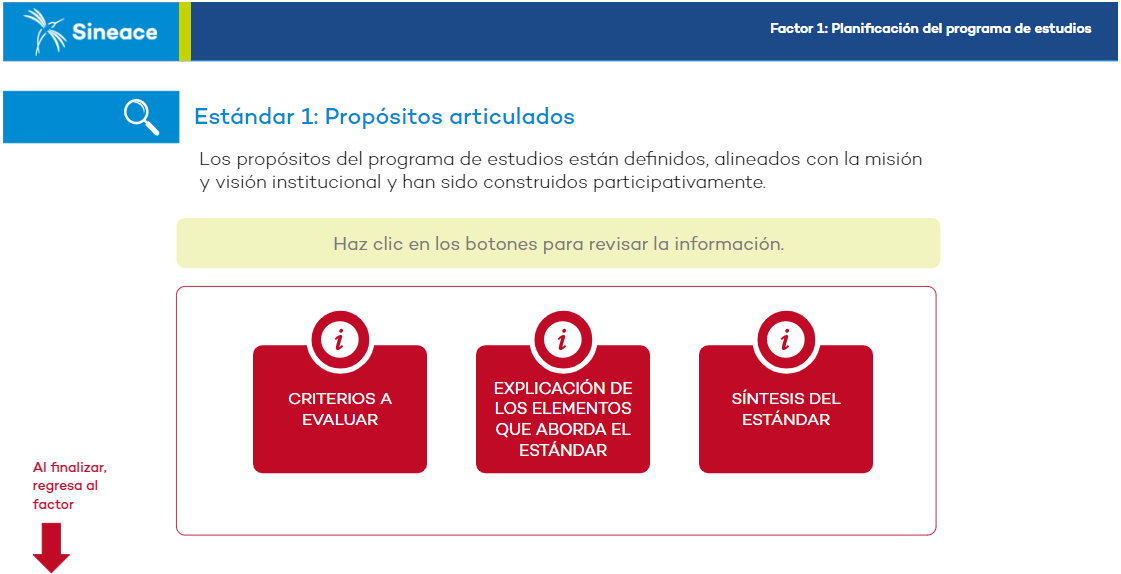 Sineace
Factor 1: Planificación del programa de estudios
Estándar 1: Propósitos articulados
Los propósitos del programa de estudios están definidos, alineados con la misión
y visión institucional y han sido construidos participativamente.
Haz clic en los botones para revisar la información.
i
CRITERIOS A
EVALUAR
i
EXPLICACIÓN DE
LOS ELEMENTOS
QUE ABORDA EL
ESTÁNDAR
i
SÍNTESIS DEL
ESTÁNDAR
Al finalizar,
regresa al
factor